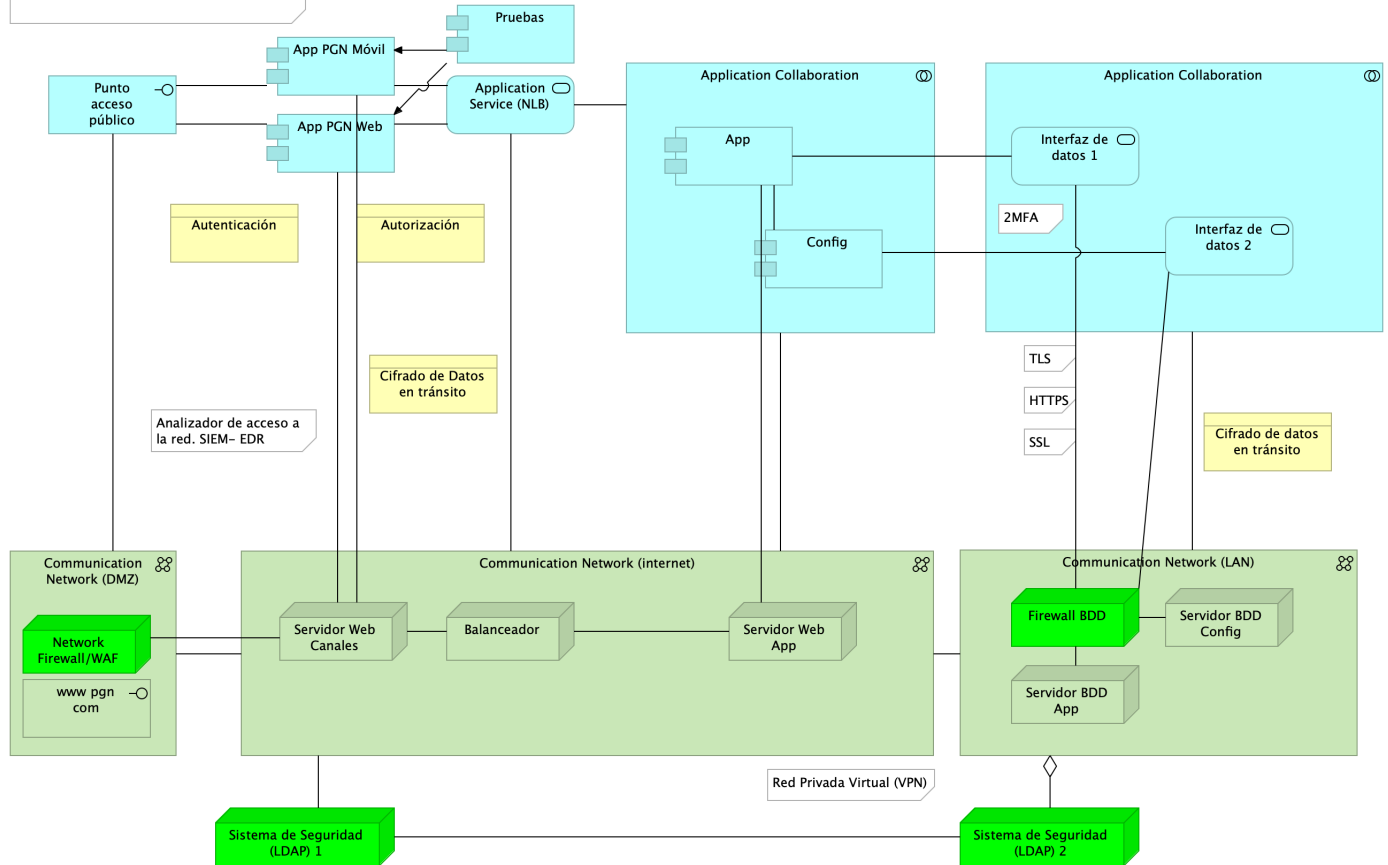 Pruebas
App PGN Móvil
Punto
acceso
público
Application
Service (NLB)
App PGN Web
Application Collaboration
App
Config
Application Collaboration
Interfaz de
datos 1
2MFA
Interfaz de
datos 2
Autenticación
Autorización
Cifrado de Datos
en tránsito
Analizador de acceso a
la red. SIEM- EDR
TLS
HTTPS
SSL
Cifrado de datos
en tránsito
Communication
Network (DMZ)
Network
Firewall/WAF
www pgn
com
Communication Network (internet)
Servidor Web
Canales
Balanceador
Servidor Web
App
Communication Network (LAN)
Firewall BDD
Servidor BDD
Config
Servidor BDD
App
Red Privada Virtual (VPN)
Sistema de Seguridad
(LDAP) 1
Sistema de Seguridad
(LDAP) 2